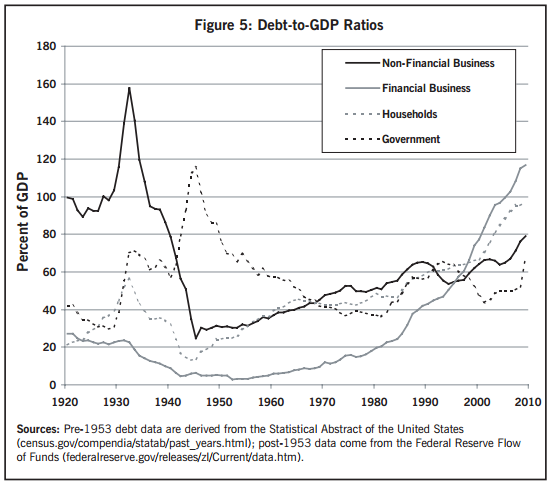 Figure 5: Debt-to-GDP Ratios
180
160
140
120
100
80
60
40
20
0
Percent of GDP
Non-Financial Business
Financial Business
Households
Government
1920 1930 1940 1950 1960 1970 1980 1990 2000 2010
Sources: Pre-1953 debt data are derived from the Statistical Abstract of the United States
(census.gov/compendia/statab/past_years.html); post-1953 data come from the Federal Reserve Flow
of Funds (federalreserve.gov/releases/zl/Current/data.htm).